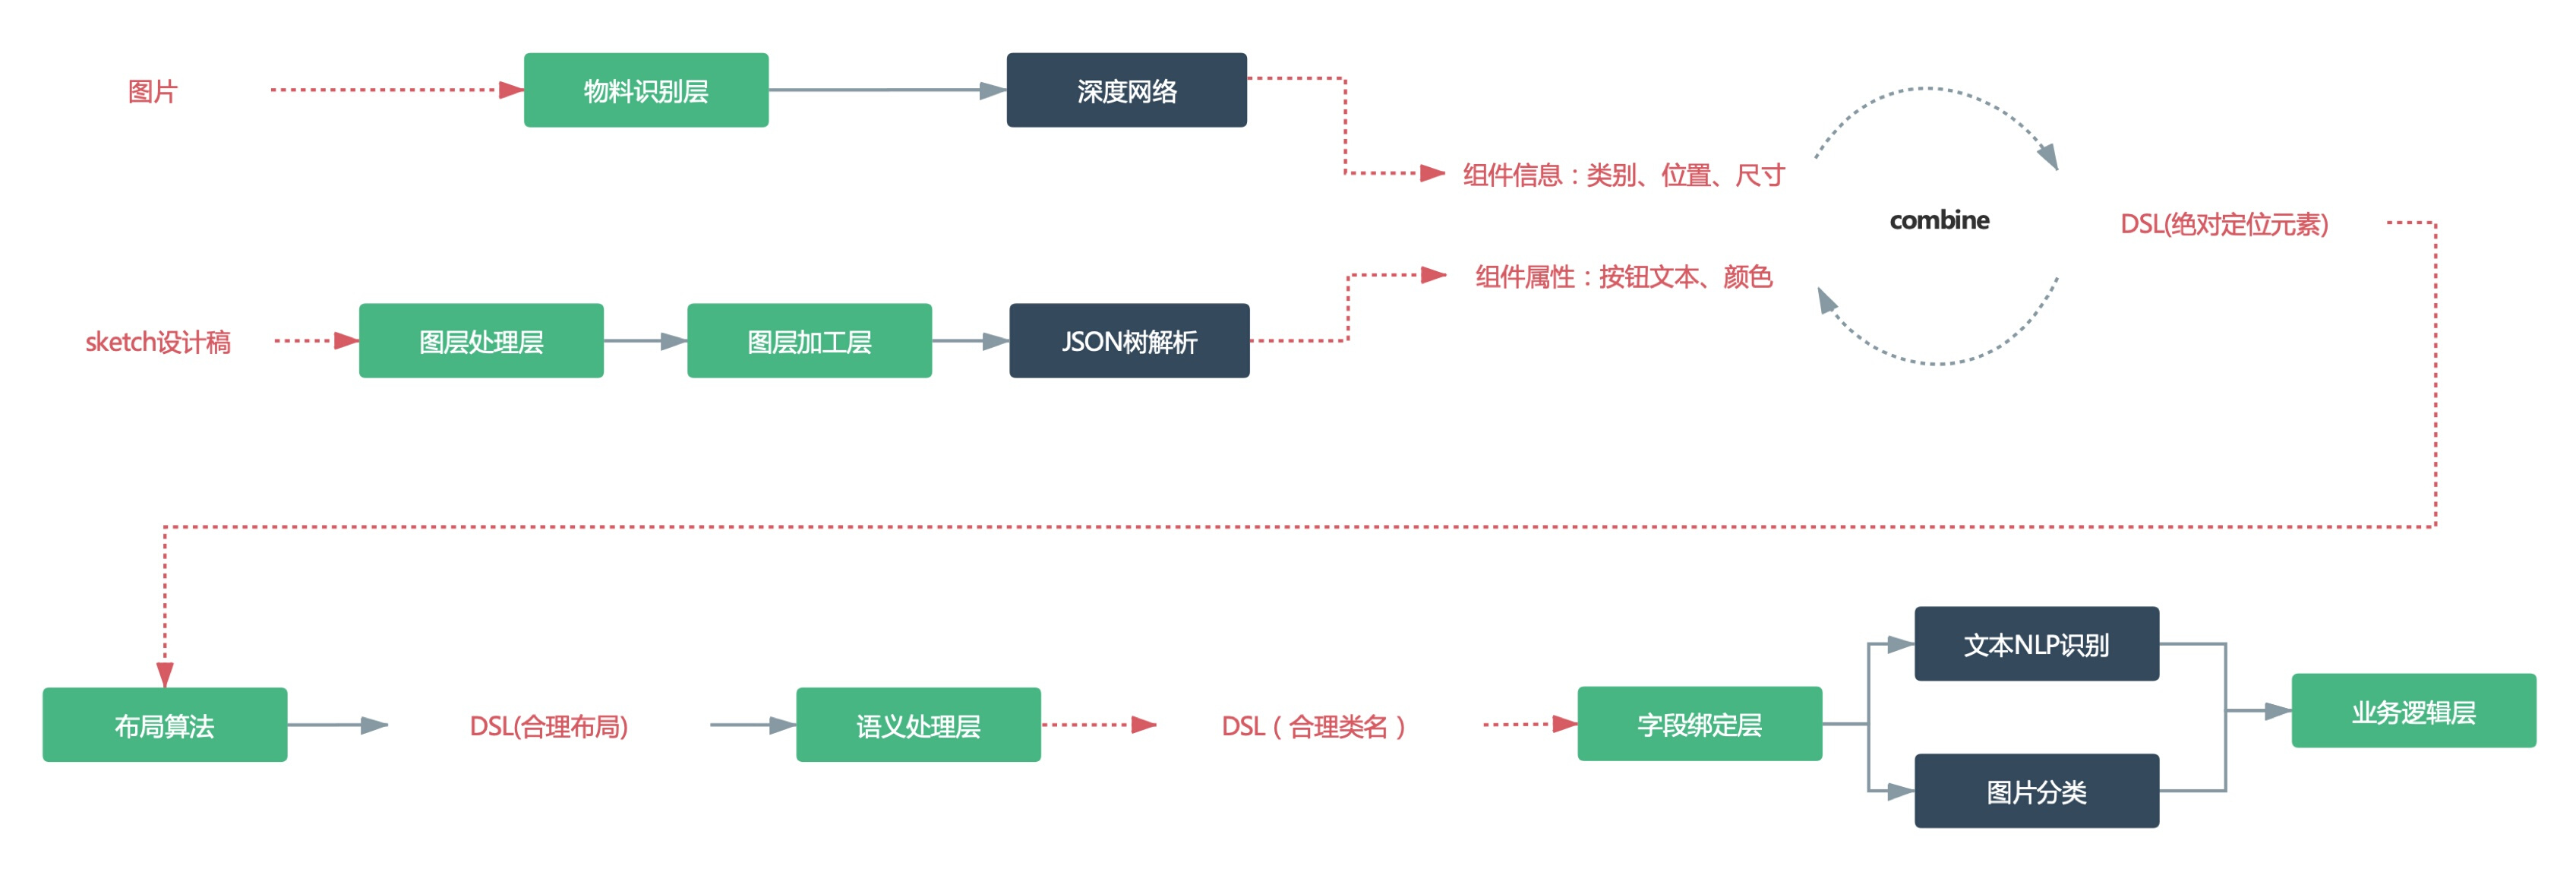 图片
物料识别层
深度网络
组件信息：类别、位置、尺寸
combine
DSL(绝对定位元素)
组件属性：按钮文本、颜色
sketch设计稿
图层处理层
图层加工层
JSON树解析
布局算法
DSL(合理布局)
语义处理层
DSL（合理类名）
字段绑定层
文本NLP识别
图片分类
业务逻辑层